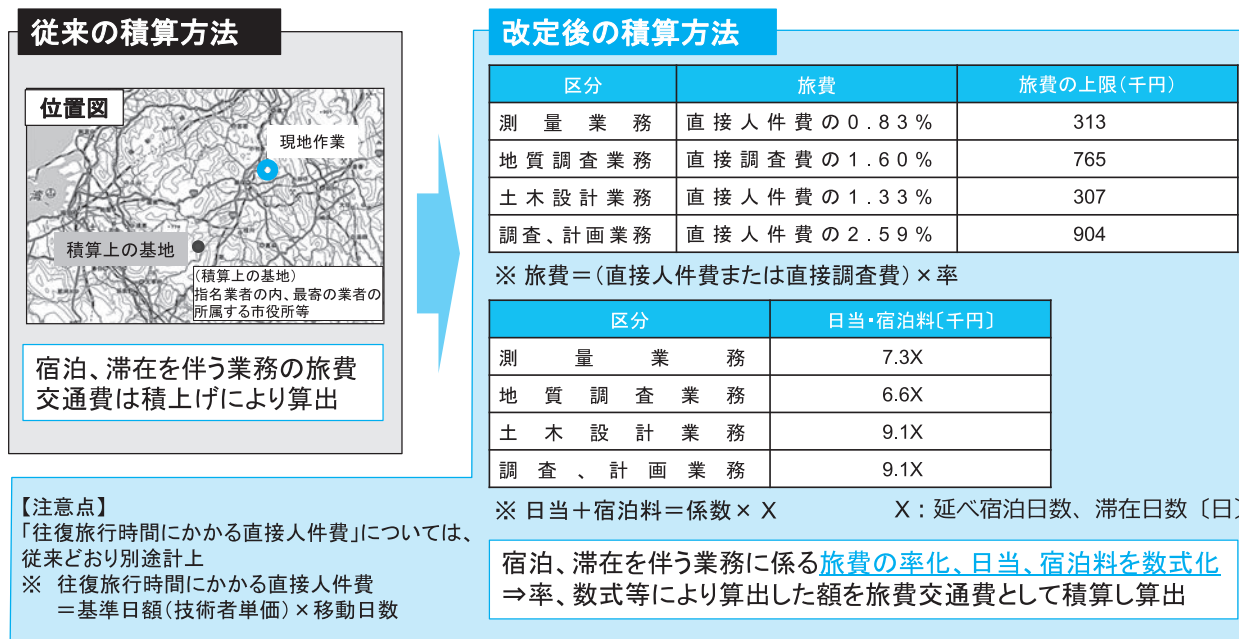 従来の積算方法
位置図
現地作業
湾
積算上の基地
(積算上の基地)
指名業者の内、最寄の業者の
所属する市役所等
宿泊、滞在を伴う業務の旅費
交通費は積上げにより算出
改定後の積算方法
区分 旅費 旅費の上限(千円)
測量業務 直接人件費の0.83% 313
地質調査業務 直接調査費の1.60% 765
土木設計業務 直接人件費の1.33% 307
調査、計画業務 直接人件費の2.59% 904
※ 旅費=(直接人件費または直接調査費)×率
区分 日当・宿泊料〔千円〕
測量業務 7.3X
地質調査業務 6.6X
土木設計業務 9.1X
調査、計画業務 9.1X
※ 日当+宿泊料=係数× X X:延べ宿泊日数、滞在日数〔日〕
宿泊、滞在を伴う業務に係る旅費の率化、日当、宿泊料を数式化
⇒率、数式等により算出した額を旅費交通費として積算し算出
【注意点】
「往復旅行時間にかかる直接人件費」については、
従来どおり別途計上
※ 往復旅行時間にかかる直接人件費
=基準日額(技術者単価)×移動日数